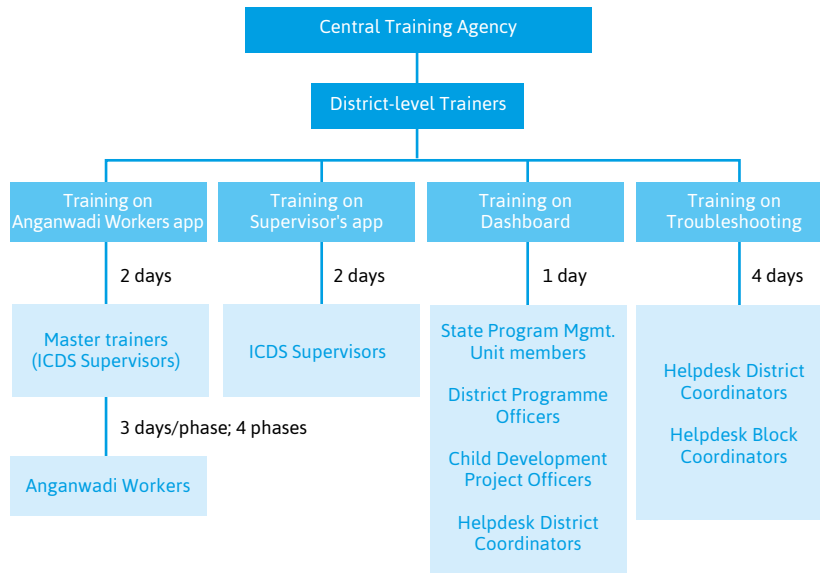 Central Training Agency
District-level Trainers
Training on
Anganwadi Workers app
Training on
Supervisor's app
Training on
Dashboard
Training on
Troubleshooting
2 days
2 days
1 day
4 days
Master trainers
(ICDS Supervisors)
ICDS Supervisors
State Program Mgmt.
Unit members
District Programme
Officers
Child Development
Project Officers
Helpdesk District
Coordinators
Helpdesk District
Coordinators
Helpdesk Block
Coordinators
3 days/phase; 4 phases
Anganwadi Workers